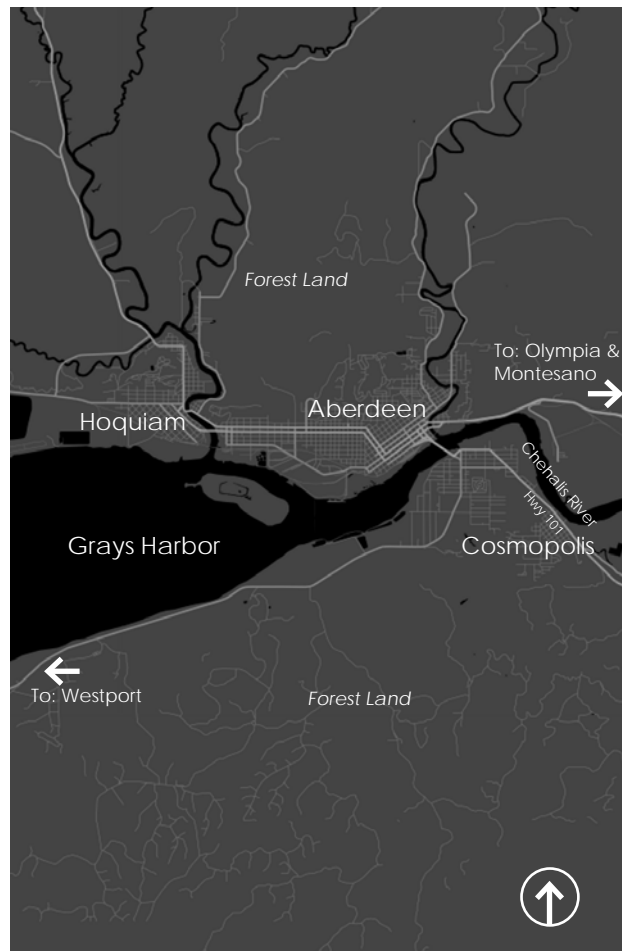 Forest Land
To: Olympia &
Montesano
Aberdeen
Hoquiam
Chehalis River
Hwy 101
Grays Harbor
Cosmopolis
To: Westport
Forest Land